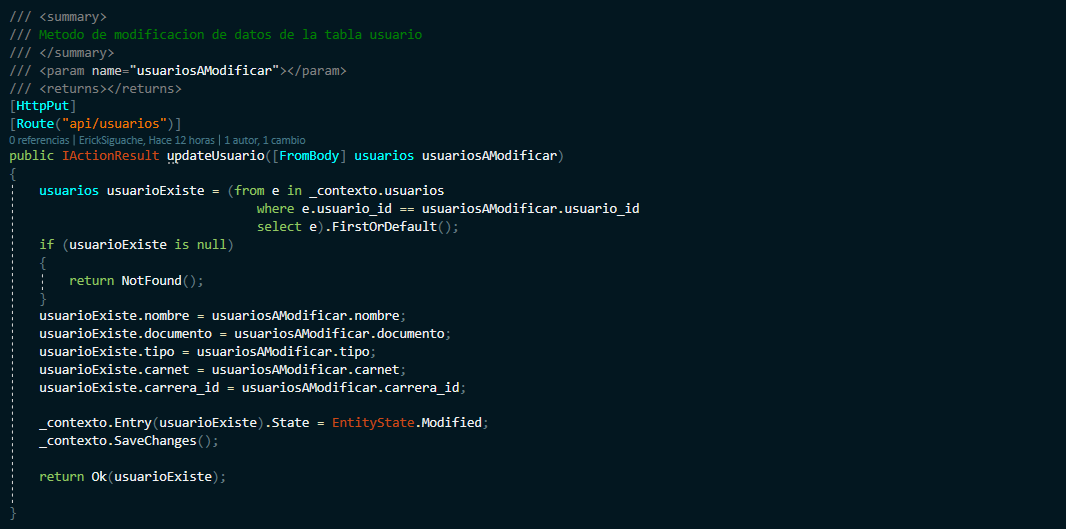 /// <summary>
/// Metodo de modificacion de datos de la tabla usuario
/// </summary>
/// <param name="usuariosAModificar"></param>
/// <returns></returns>
[HttpPut]
[Route("api/usuarios")]
0 referencias | ErickSiguache, Hace 12 horas | 1 autor, 1 cambio
public IActionResult updateUsuario([FromBody] usuarios usuariosAModificar)
{
    usuarios usuarioExiste = (from e in _contexto.usuarios
                                 where e.usuario_id == usuariosAModificar.usuario_id
                                 select e).FirstOrDefault();
    if (usuarioExiste is null)
    {
        return NotFound();
    }
    usuarioExiste.nombre = usuariosAModificar.nombre;
    usuarioExiste.documento = usuariosAModificar.documento;
    usuarioExiste.tipo = usuariosAModificar.tipo;
    usuarioExiste.carnet = usuariosAModificar.carnet;
    usuarioExiste.carrera_id = usuariosAModificar.carrera_id;

    _contexto.Entry(usuarioExiste).State = EntityState.Modified;
    _contexto.SaveChanges();

    return Ok(usuarioExiste);

}